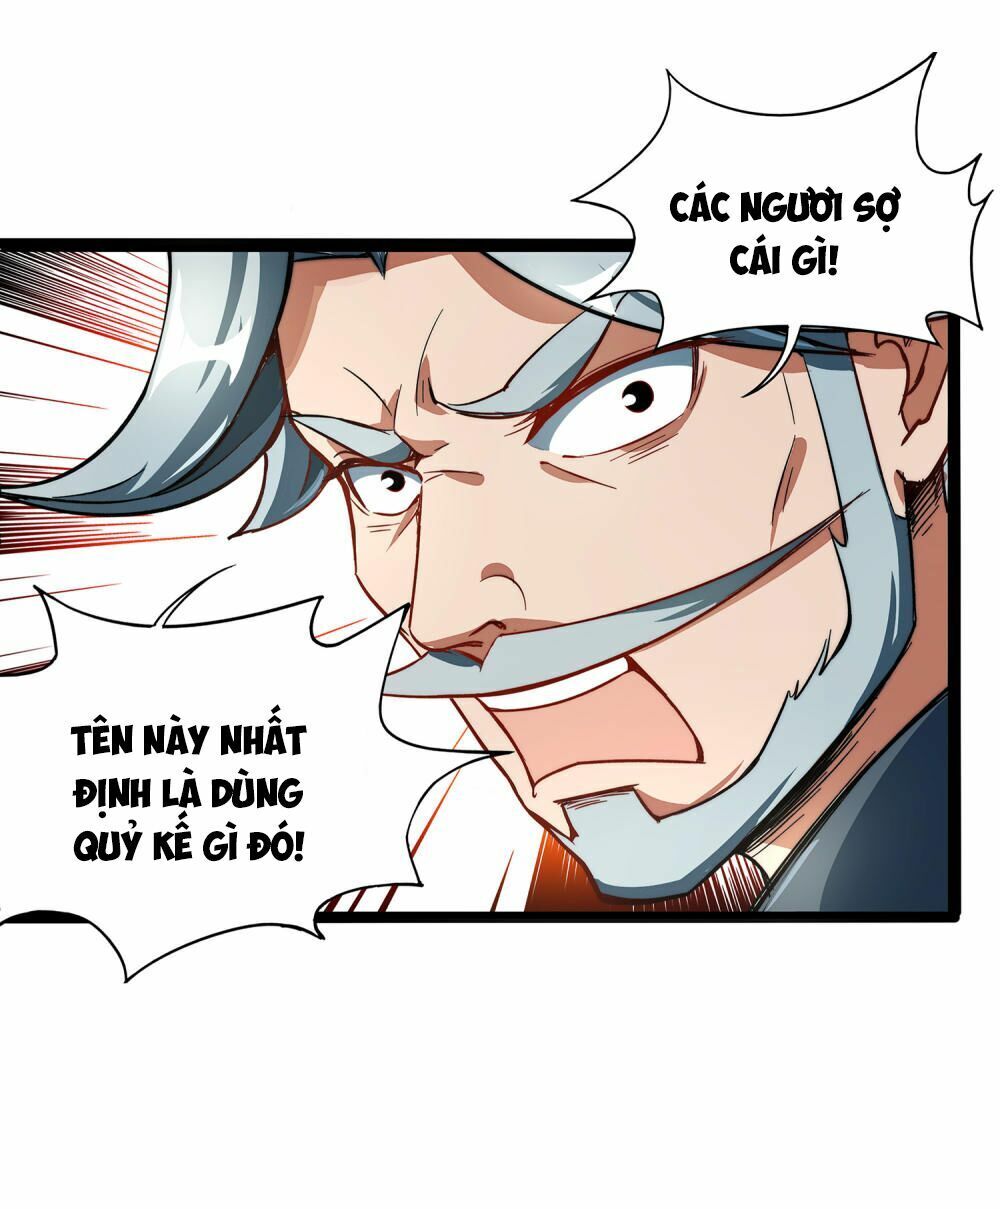 CÁC NGƯƠI SỢ
CÁI GÌ!
TÊN NÀY NHẤT
ĐỊNH LÀ DÙNG
QUỶ KẾ GÌ ĐÓ!